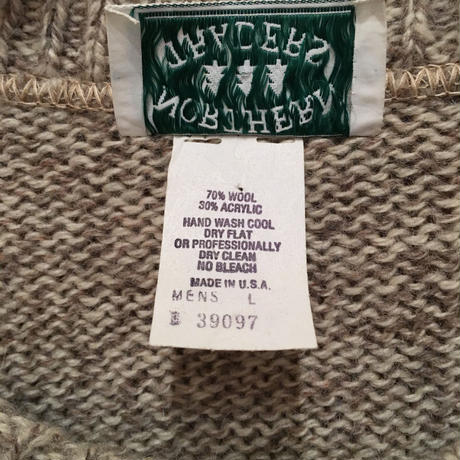 NORTHERN
TRADERS
70% WOOL
30% ACRYLIC
HAND WASH COOL
DRY FLAT
OR PROFESSIONALLY
DRY CLEAN
NO BLEACH
MADE IN U.S.A.
MENS L
39097